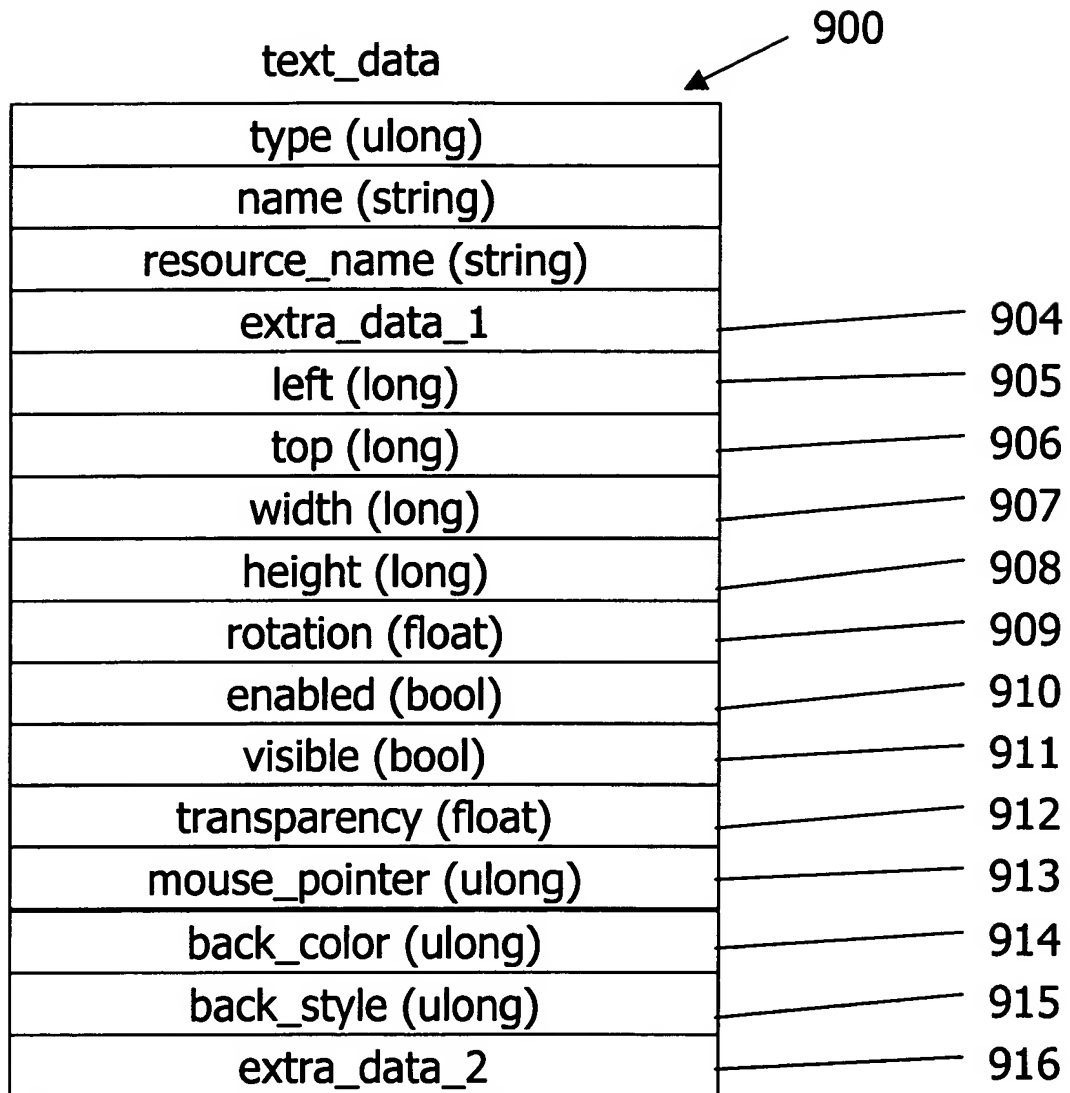 900
text_data
type (ulong)
name (string)
resource_name (string)
extra_data_1 904
left (long) 905
top (long) 906
width (long) 907
height (long) 908
rotation (float) 909
enabled (bool) 910
visible (bool) 911
transparency (float) 912
mouse_pointer (ulong) 913
back_color (ulong) 914
back_style (ulong) 915
extra_data_2 916